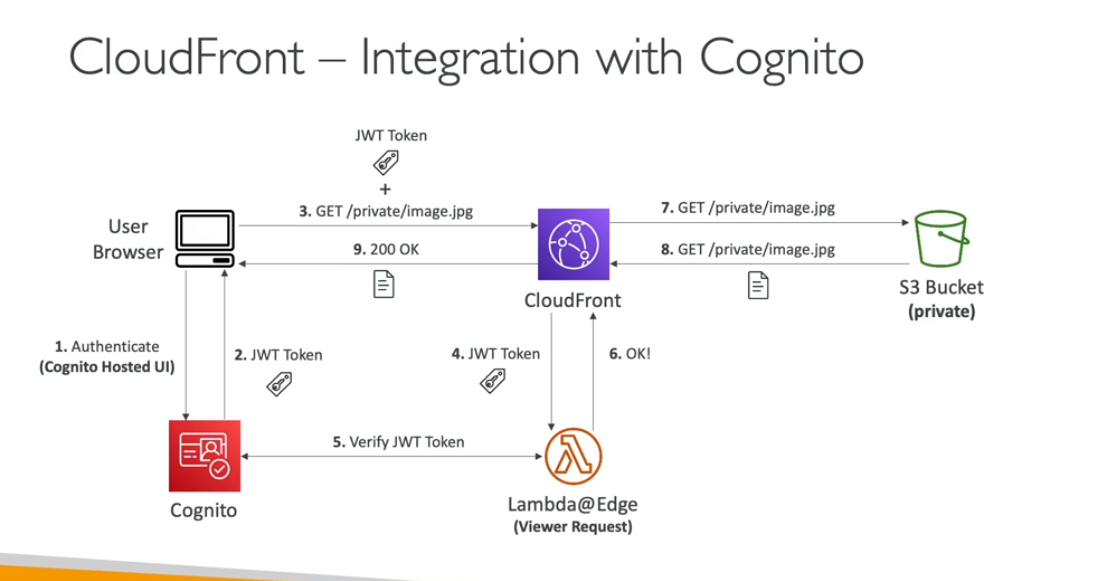 CloudFront – Integration with Cognito
JWT Token
+
3. GET /private/image.jpg
7. GET /private/image.jpg
User
Browser
9. 200 OK
8. GET /private/image.jpg
CloudFront
S3 Bucket
(private)
1. Authenticate
(Cognito Hosted UI)
2. JWT Token
4. JWT Token
6. OK!
5. Verify JWT Token
Cognito
Lambda@Edge
(Viewer Request)